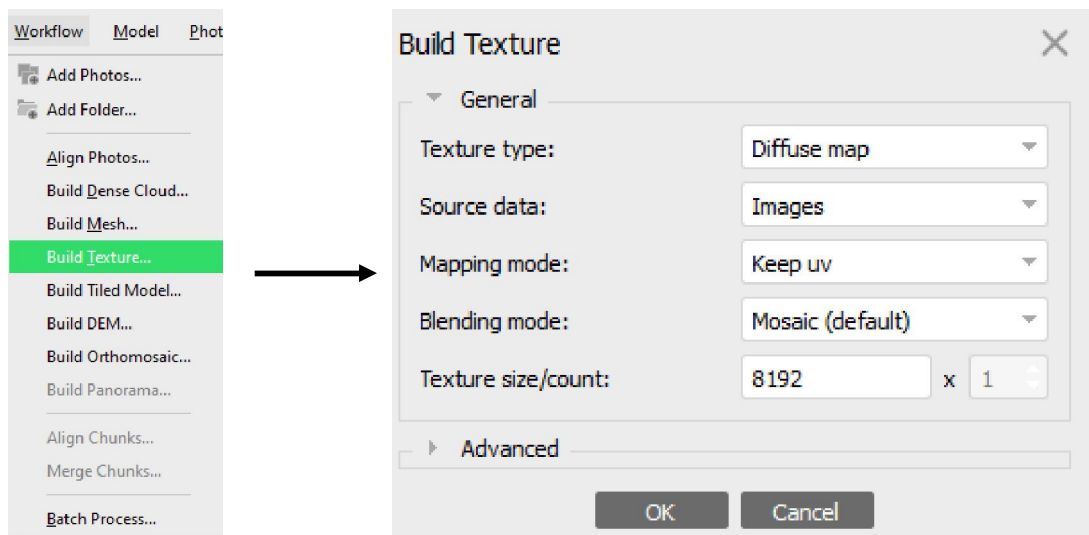 Workflow Model
Add Photos...
Add Folder...
Align Photos...
Build Dense Cloud...
Build Mesh...
Build Texture...
Build Tiled Model...
Build DEM...
Build Orthomosaic...
Build Panorama...
Align Chunks...
Merge Chunks...
Batch Process...
Build Texture
General
Texture type: Diffuse map
Source data: Images
Mapping mode: Keep uv
Blending mode: Mosaic (default)
Texture size/count: 8192 x 1
Advanced
OK Cancel